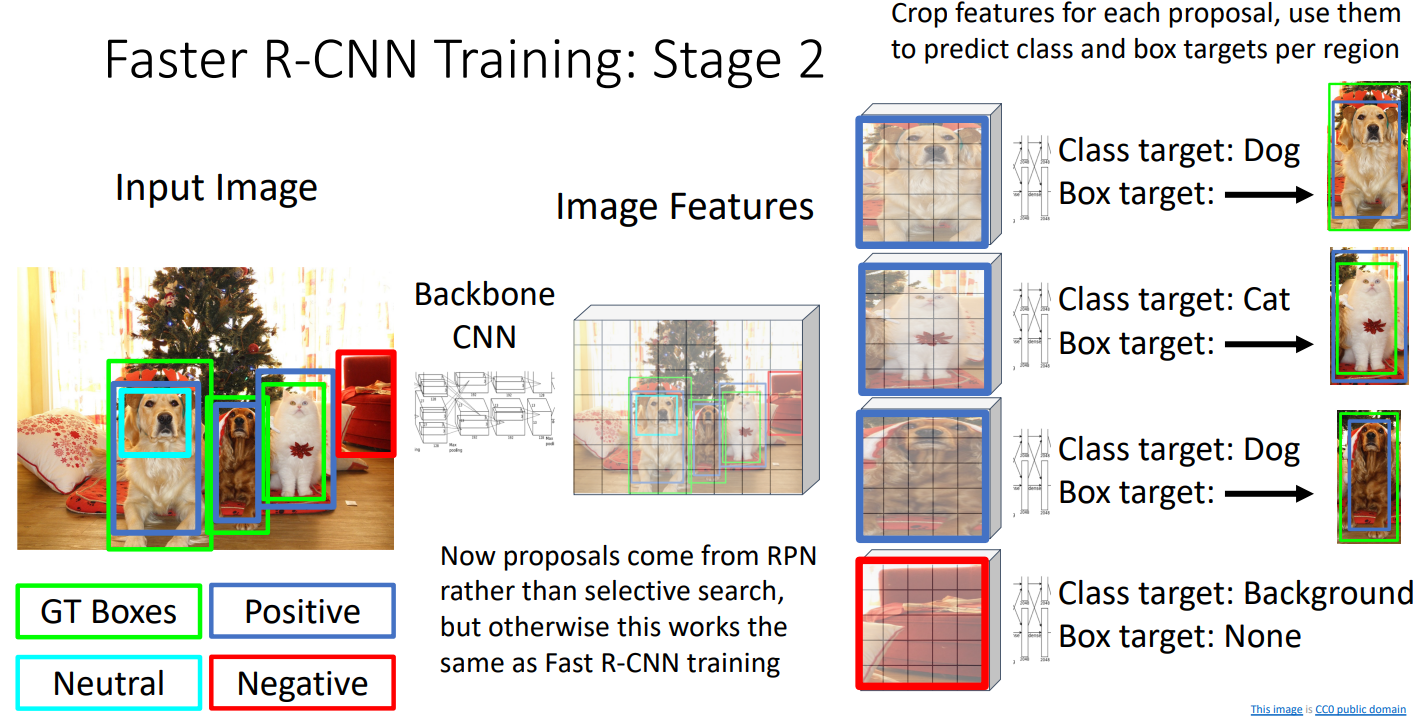 Faster R-CNN Training: Stage 2
Crop features for each proposal, use them
to predict class and box targets per region
Input Image
Backbone
CNN
Image Features
Class target: Dog
Box target:
Class target: Cat
Box target:
Class target: Dog
Box target:
Class target: Background
Box target: None
Now proposals come from RPN
rather than selective search,
but otherwise this works the
same as Fast R-CNN training
GT Boxes
Positive
Neutral
Negative
This image is CC0 public domain